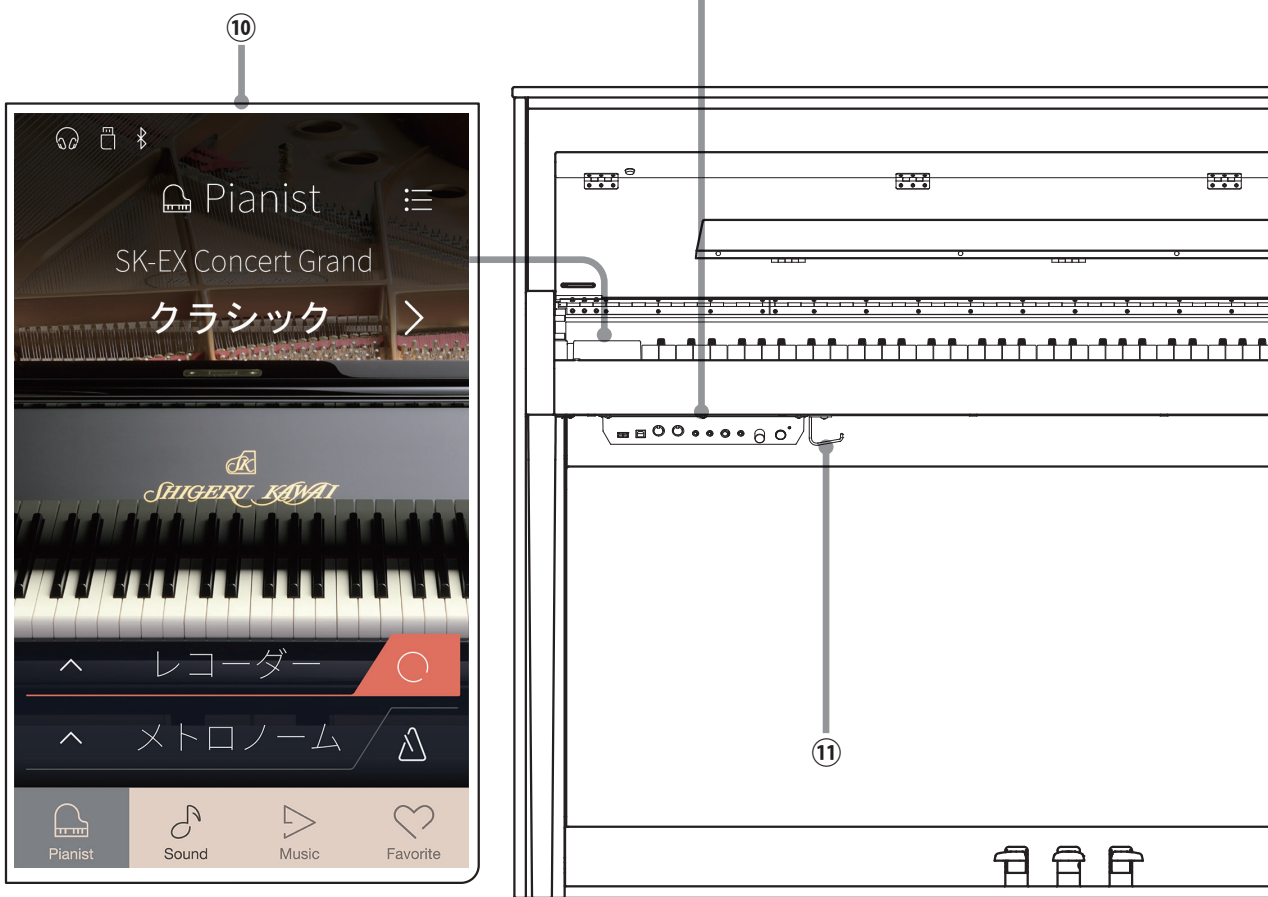 ⑩
Pianist
SK-EX Concert Grand
クラシック
SK
SHIGERU KAWAI
レコーダー
メトロノーム
Pianist
Sound
Music
Favorite
⑪